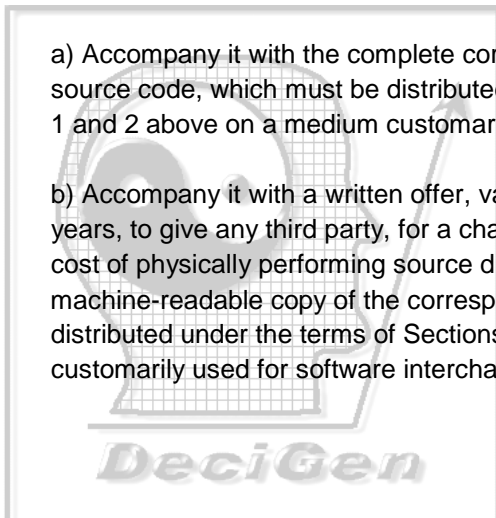 a) Accompany it with the complete cor
source code, which must be distribute
1 and 2 above on a medium customar
b) Accompany it with a written offer, va
years, to give any third party, for a cha
cost of physically performing source d
machine-readable copy of the corresp
distributed under the terms of Sections
customarily used for software intercha
DeciGen